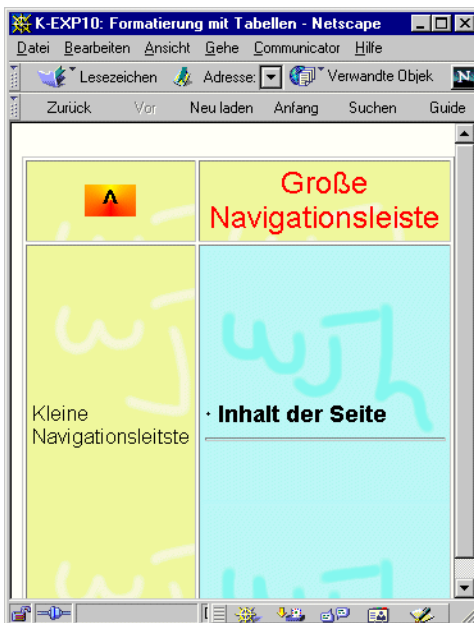 K-EXP10: Formatierung mit Tabellen - Netscape
Datei Bearbeiten Ansicht Gehe Communicator Hilfe
Lesezeichen Adresse: Verwandte Objek N
Zurück Vor Neu laden Anfang Suchen Guide
^
Große
Navigationsleiste
Kleine
Navigationsleitste
· Inhalt der Seite